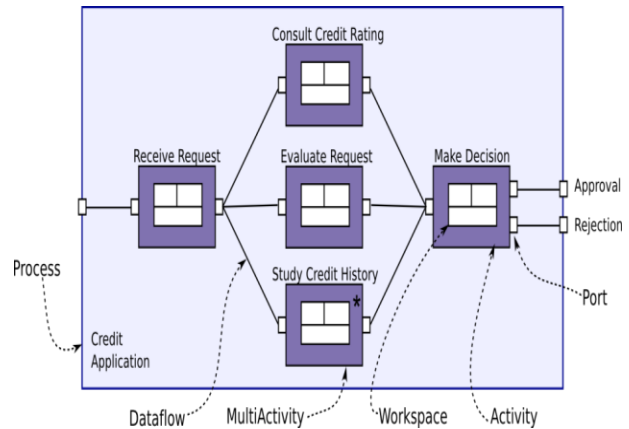 Consult Credit Rating
Receive Request
Evaluate Request
Make Decision
Approval
Rejection
Study Credit History
*
Process
Port
Credit
Application
Dataflow
MultiActivity
Workspace
Activity